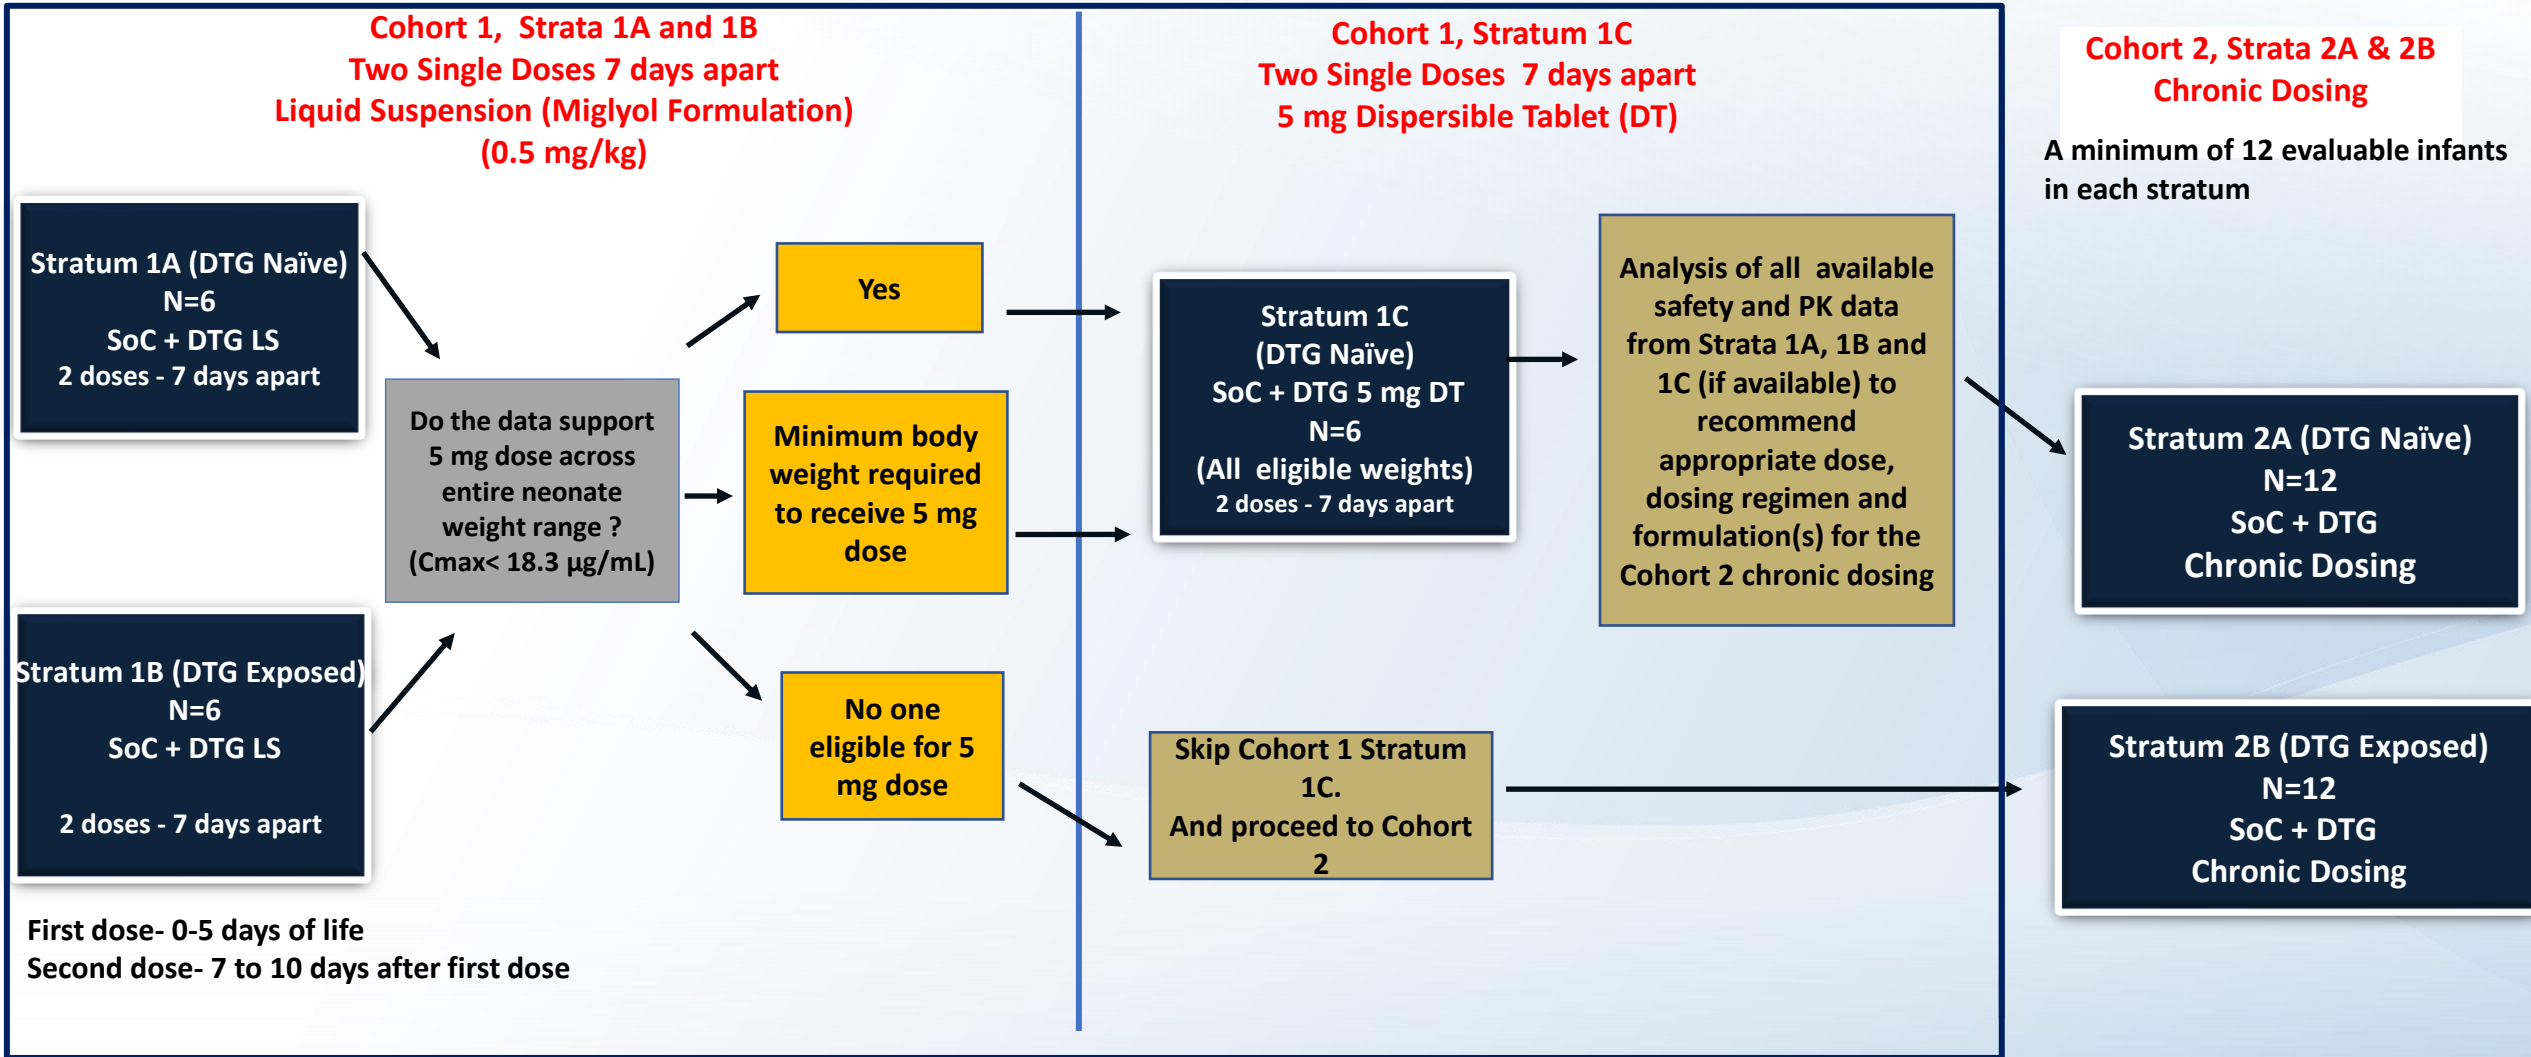 Cohort 1, Strata 1A and 1B
Two Single Doses 7 days apart
Liquid Suspension (Miglyol Formulation)
(0.5 mg/kg)
Stratum 1A (DTG Naïve)
N=6
SoC + DTG LS
2 doses - 7 days apart
Stratum 1B (DTG Exposed)
N=6
SoC + DTG LS
2 doses - 7 days apart
First dose- 0-5 days of life
Second dose- 7 to 10 days after first dose
Do the data support
5 mg dose across
entire neonate
weight range ?
(Cmax< 18.3 µg/mL)
Yes
Minimum body
weight required
to receive 5 mg
dose
No one
eligible for 5
mg dose
Cohort 1, Stratum 1C
Two Single Doses 7 days apart
5 mg Dispersible Tablet (DT)
Stratum 1C
(DTG Naïve)
SoC + DTG 5 mg DT
N=6
(All eligible weights)
2 doses - 7 days apart
Skip Cohort 1 Stratum
1C.
And proceed to Cohort
2
Analysis of all available
safety and PK data
from Strata 1A, 1B and
1C (if available) to
recommend
appropriate dose,
dosing regimen and
formulation(s) for the
Cohort 2 chronic dosing
Cohort 2, Strata 2A & 2B
Chronic Dosing
A minimum of 12 evaluable infants
in each stratum
Stratum 2A (DTG Naïve)
N=12
SoC + DTG
Chronic Dosing
Stratum 2B (DTG Exposed)
N=12
SoC + DTG
Chronic Dosing